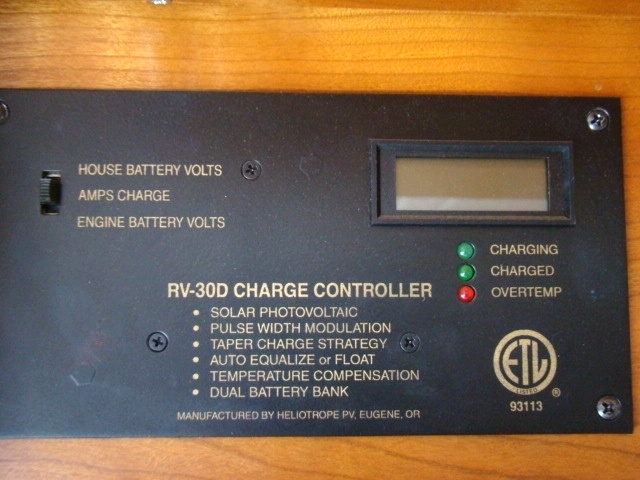 HOUSE BATTERY VOLTS
AMPS CHARGE
ENGINE BATTERY VOLTS
CHARGING
CHARGED
OVERTEMP
RV-30D CHARGE CONTROLLER
• SOLAR PHOTOVOLTAIC
• PULSE WIDTH MODULATION
• TAPER CHARGE STRATEGY
• AUTO EQUALIZE or FLOAT
• TEMPERATURE COMPENSATION
• DUAL BATTERY BANK
MANUFACTURED BY HELIOTROPE PV, EUGENE, OR
ETL
LISTED
®
93113